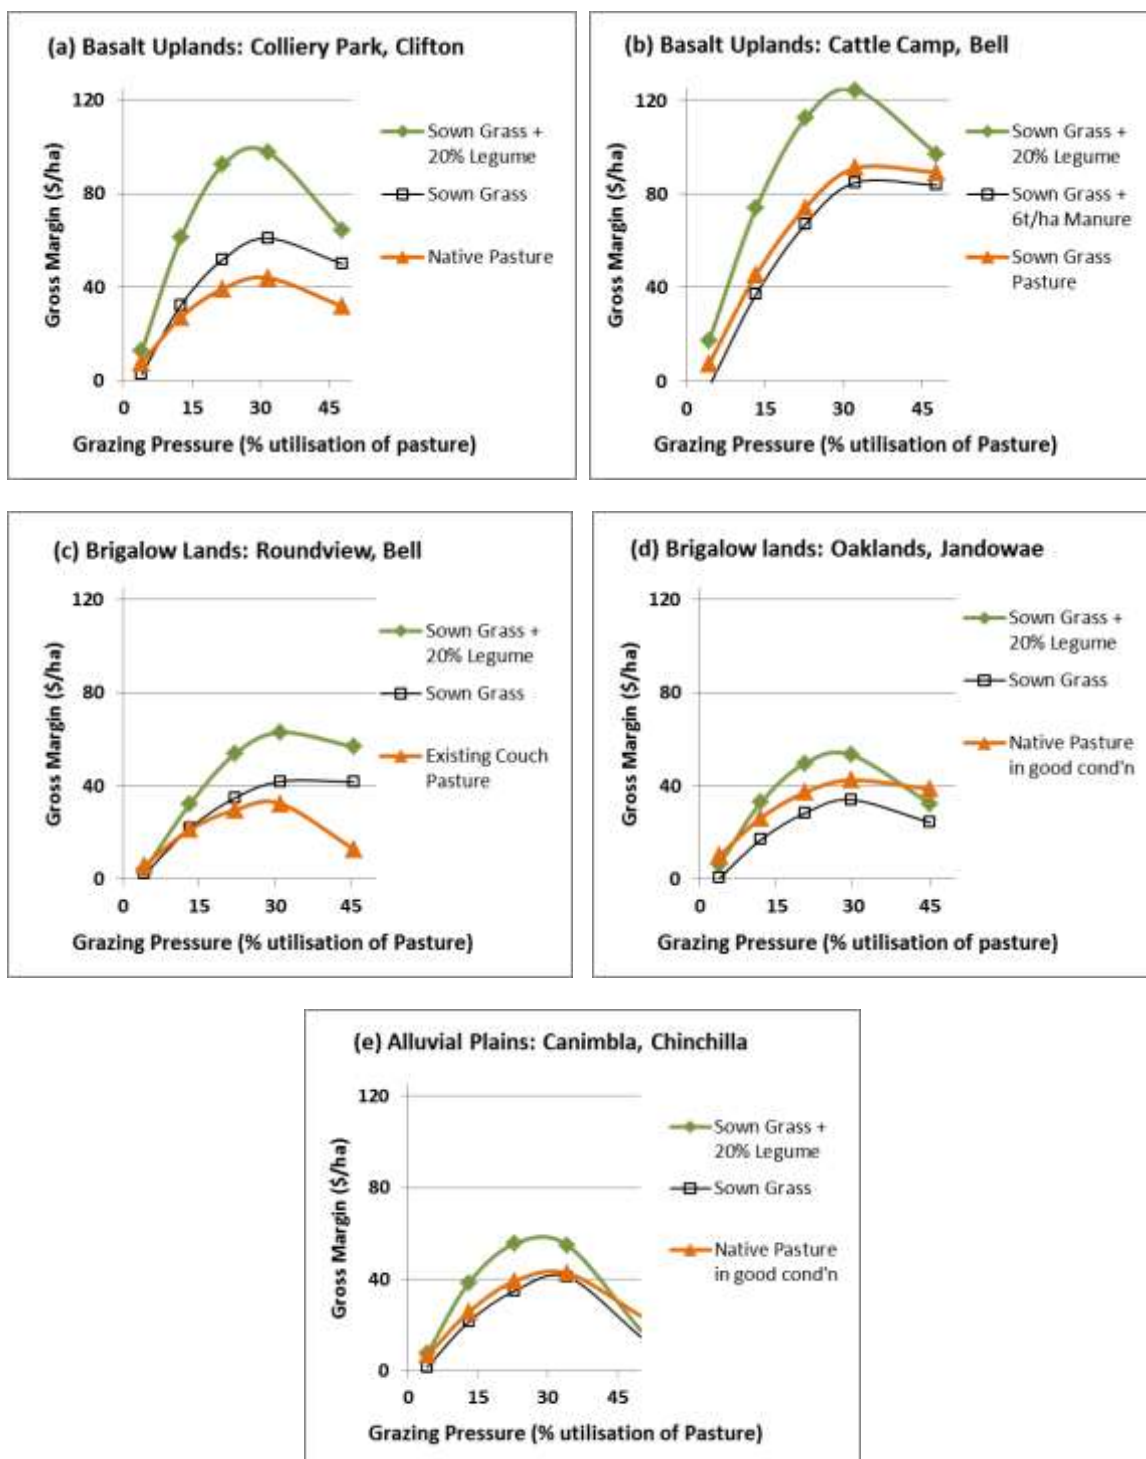 (a) Basalt Uplands: Colliery Park, Clifton
Gross Margin ($/ha)
120
80
40
0
0 15 30 45
Grazing Pressure (% utilisation of pasture)
Sown Grass +
20% Legume
Sown Grass
Native Pasture
(b) Basalt Uplands: Cattle Camp, Bell
Gross Margin ($/ha)
120
80
40
0
0 15 30 45
Grazing Pressure (% utilisation of Pasture)
Sown Grass +
20% Legume
Sown Grass +
6t/ha Manure
Sown Grass
Pasture
(c) Brigalow Lands: Roundview, Bell
Gross Margin ($/ha)
120
80
40
0
0 15 30 45
Grazing Pressure (% utilisation of Pasture)
Sown Grass +
20% Legume
Sown Grass
Existing Couch
Pasture
(d) Brigalow lands: Oaklands, Jandowae
Gross Margin ($/ha)
120
80
40
0
0 15 30 45
Grazing Pressure (% utilisation of pasture)
Sown Grass +
20% Legume
Sown Grass
Native Pasture
in good cond'n
(e) Alluvial Plains: Canimbla, Chinchilla
Gross Margin ($/ha)
120
80
40
0
0 15 30 45
Grazing Pressure (% utilisation of Pasture)
Sown Grass +
20% Legume
Sown Grass
Native Pasture
in good cond'n